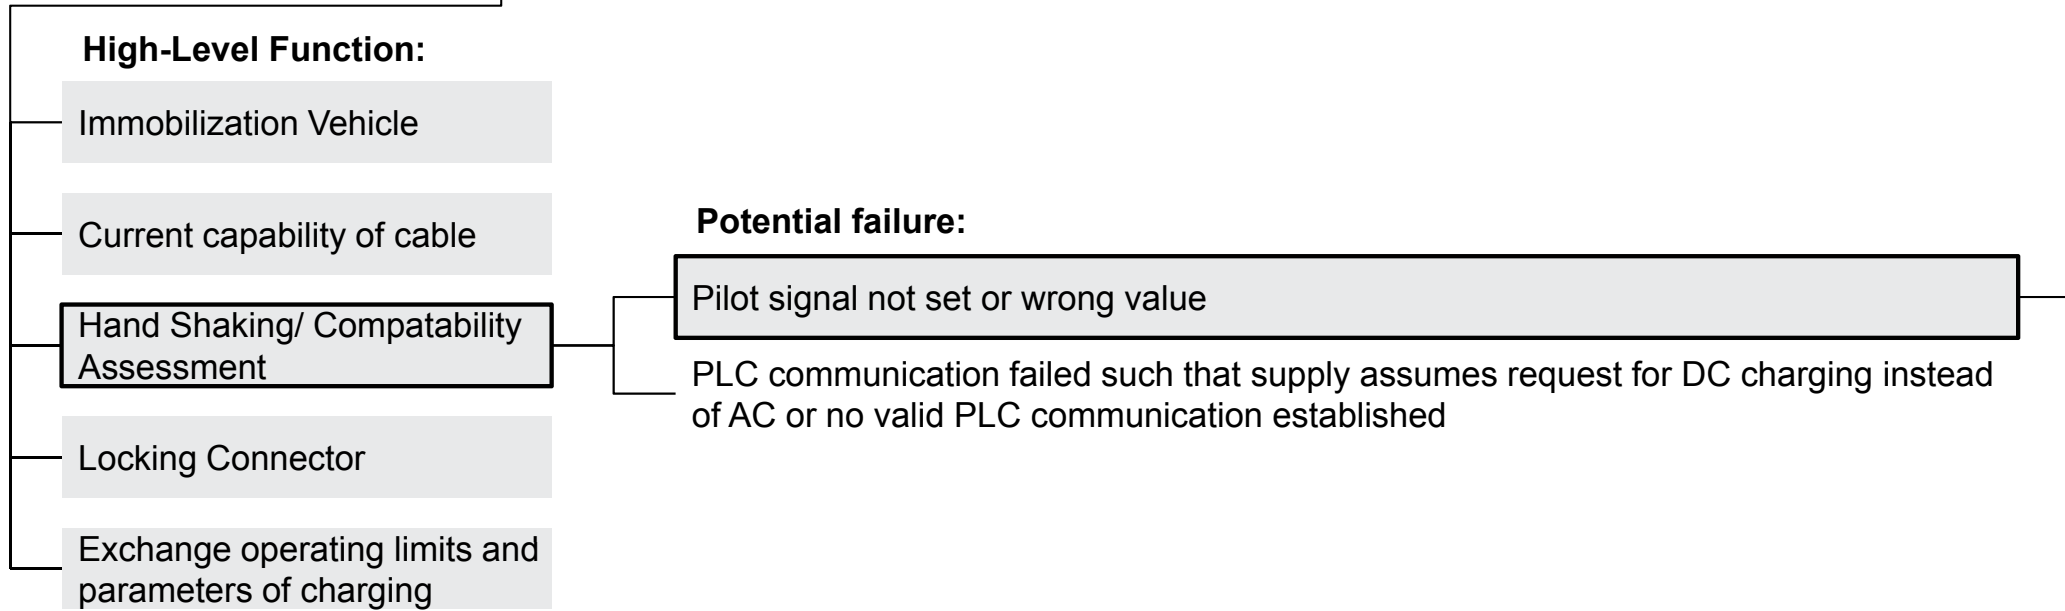 High-Level Function:
Immobilization Vehicle
Current capability of cable
Hand Shaking/ Compatability
Assessment
Locking Connector
Exchange operating limits and
parameters of charging
Potential failure:
Pilot signal not set or wrong value
PLC communication failed such that supply assumes request for DC charging instead
of AC or no valid PLC communication established